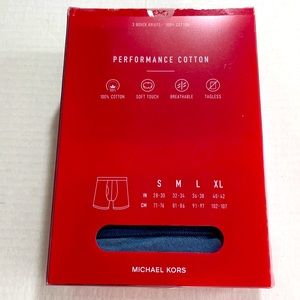 3 BOXER BRIEFS / 100% COTTON
PERFORMANCE COTTON
100% COTTON SOFT TOUCH BREATHABLE TAGLESS
S M L XL
IN 28-30 32-34 36-38 40-42
CM 71-76 81-86 91-97 102-107
MICHAEL KORS